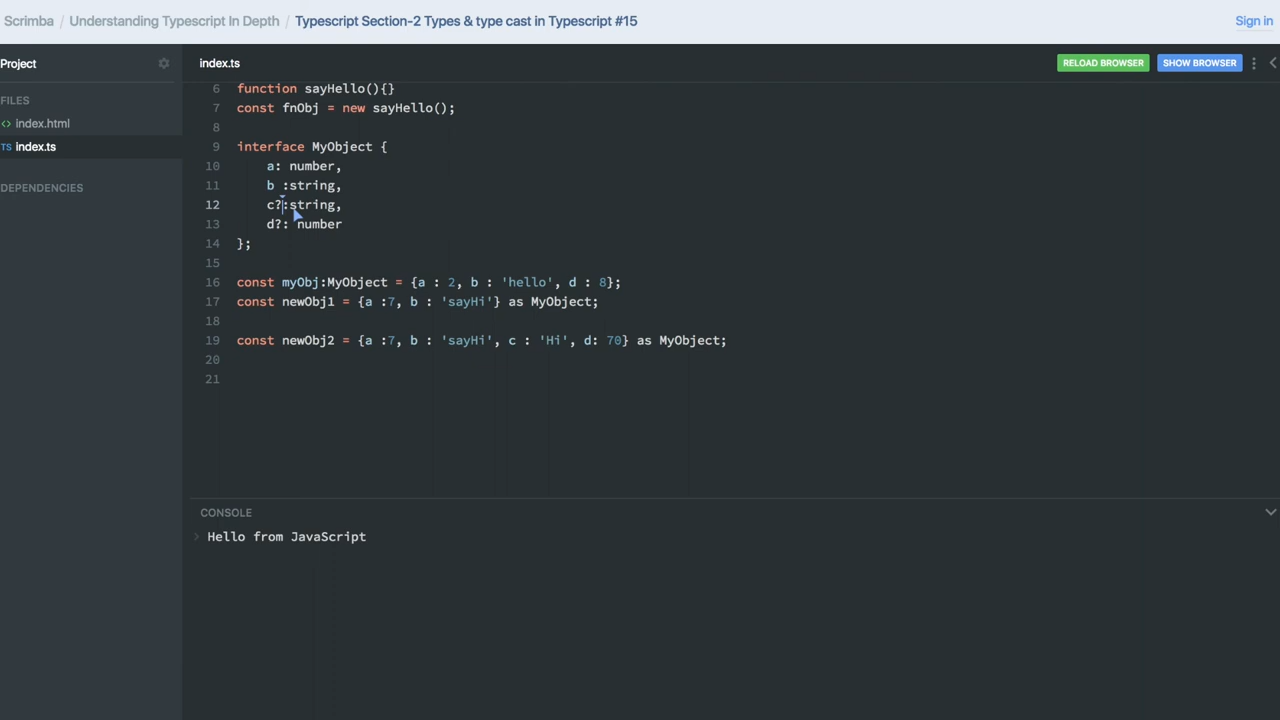 Scrimba / Understanding Typescript In Depth / Typescript Section-2 Types & type cast in Typescript #15
Sign in
Project
index.ts
RELOAD BROWSER
SHOW BROWSER
FILES
<> index.html
TS index.ts
DEPENDENCIES
6 function sayHello(){}
7 const fnObj = new sayHello();
8
9 interface MyObject {
10 a: number,
11 b :string,
12 c?:string,
13 d?: number
14 };
15
16 const myObj:MyObject = {a : 2, b : 'hello', d : 8};
17 const newObj1 = {a :7, b : 'sayHi'} as MyObject;
18
19 const newObj2 = {a :7, b : 'sayHi', c : 'Hi', d: 70} as MyObject;
20
21
CONSOLE
› Hello from JavaScript